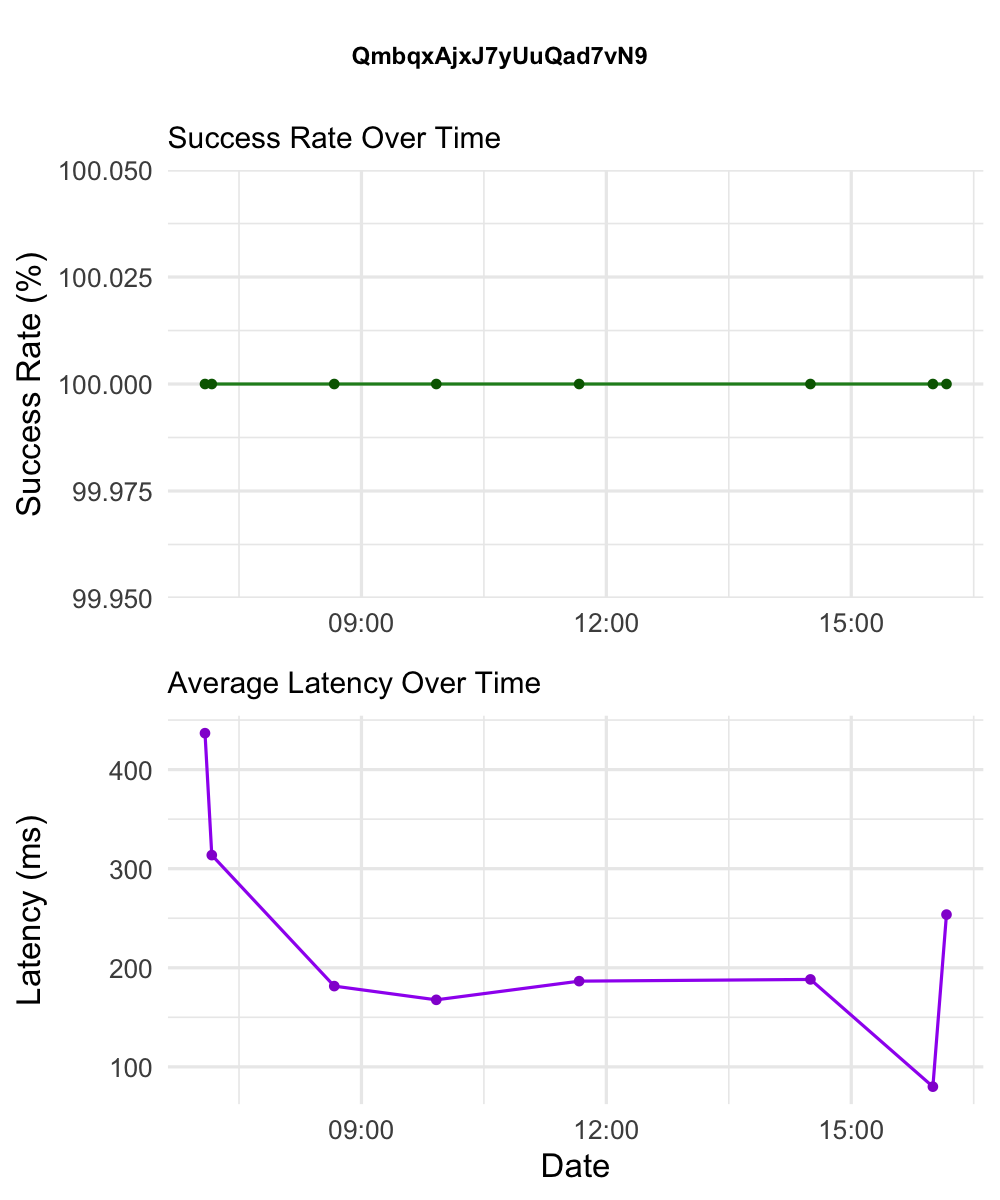 QmbqxAjxJ7yUuQad7vN9
Success Rate Over Time
Success Rate (%)
100.050
100.025
100.000
99.975
99.950
09:00 12:00 15:00
Average Latency Over Time
Latency (ms)
400
300
200
100
09:00 12:00 15:00
Date